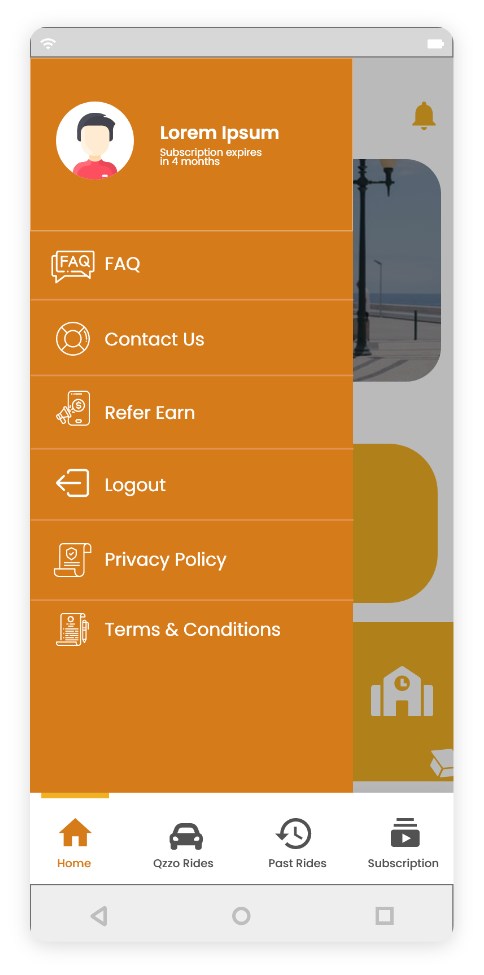 Lorem Ipsum
Subscription expires
in 4 months
FAQ
FAQ
Contact Us
Refer Earn
Logout
Privacy Policy
Terms & Conditions
Home
Qzzo Rides
Past Rides
Subscription